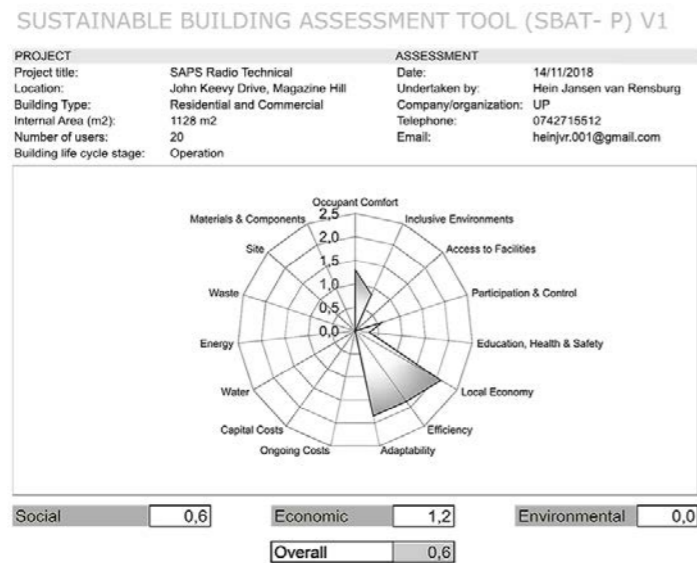 SUSTAINABLE BUILDING ASSESSMENT TOOL (SBAT- P) V1
PROJECT
Project title: SAPS Radio Technical
Location: John Keevy Drive, Magazine Hill
Building Type: Residential and Commercial
Internal Area (m2): 1128 m2
Number of users: 20
Building life cycle stage: Operation
ASSESSMENT
Date: 14/11/2018
Undertaken by: Hein Jansen van Rensburg
Company/organization: UP
Telephone: 0742715512
Email: heinjvr.001@gmail.com
Occupant Comfort
Inclusive Environments
Access to Facilities
Participation & Control
Education, Health & Safety
Local Economy
Efficiency
Adaptability
Ongoing Costs
Capital Costs
Water
Energy
Waste
Site
Materials & Components
2,5
2,0
1,5
1,0
0,5
0,0
Social 0,6
Economic 1,2
Environmental 0,0
Overall 0,6